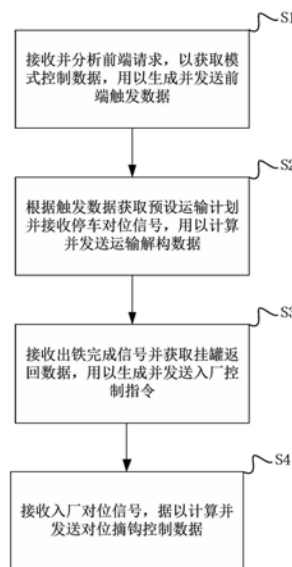 S1
接收并分析前端请求，以获取模
式控制数据，用以生成并发送前
端触发数据
S2
根据触发数据获取预设运输计划
并接收停车对位信号，用以计算
并发送运输解构数据
S3
接收出铁完成信号并获取挂罐返
回数据，用以生成并发送入厂控
制指令
S4
接收入厂对位信号，据以计算并
发送对位摘钩控制数据